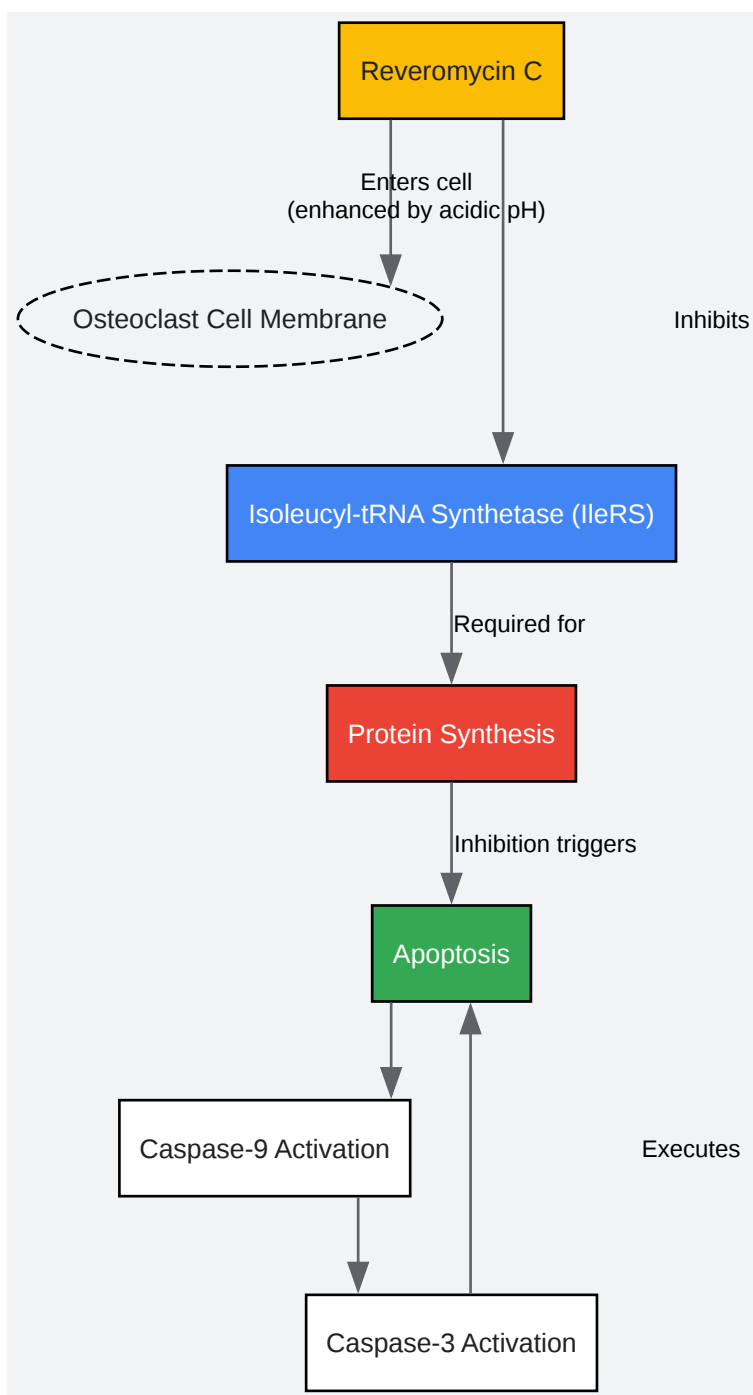 Reveromycin C
Enters cell
(enhanced by acidic pH)
Osteoclast Cell Membrane
Inhibits
Isoleucyl-tRNA Synthetase (IleRS)
Required for
Protein Synthesis
Inhibition triggers
Apoptosis
Caspase-9 Activation
Executes
Caspase-3 Activation